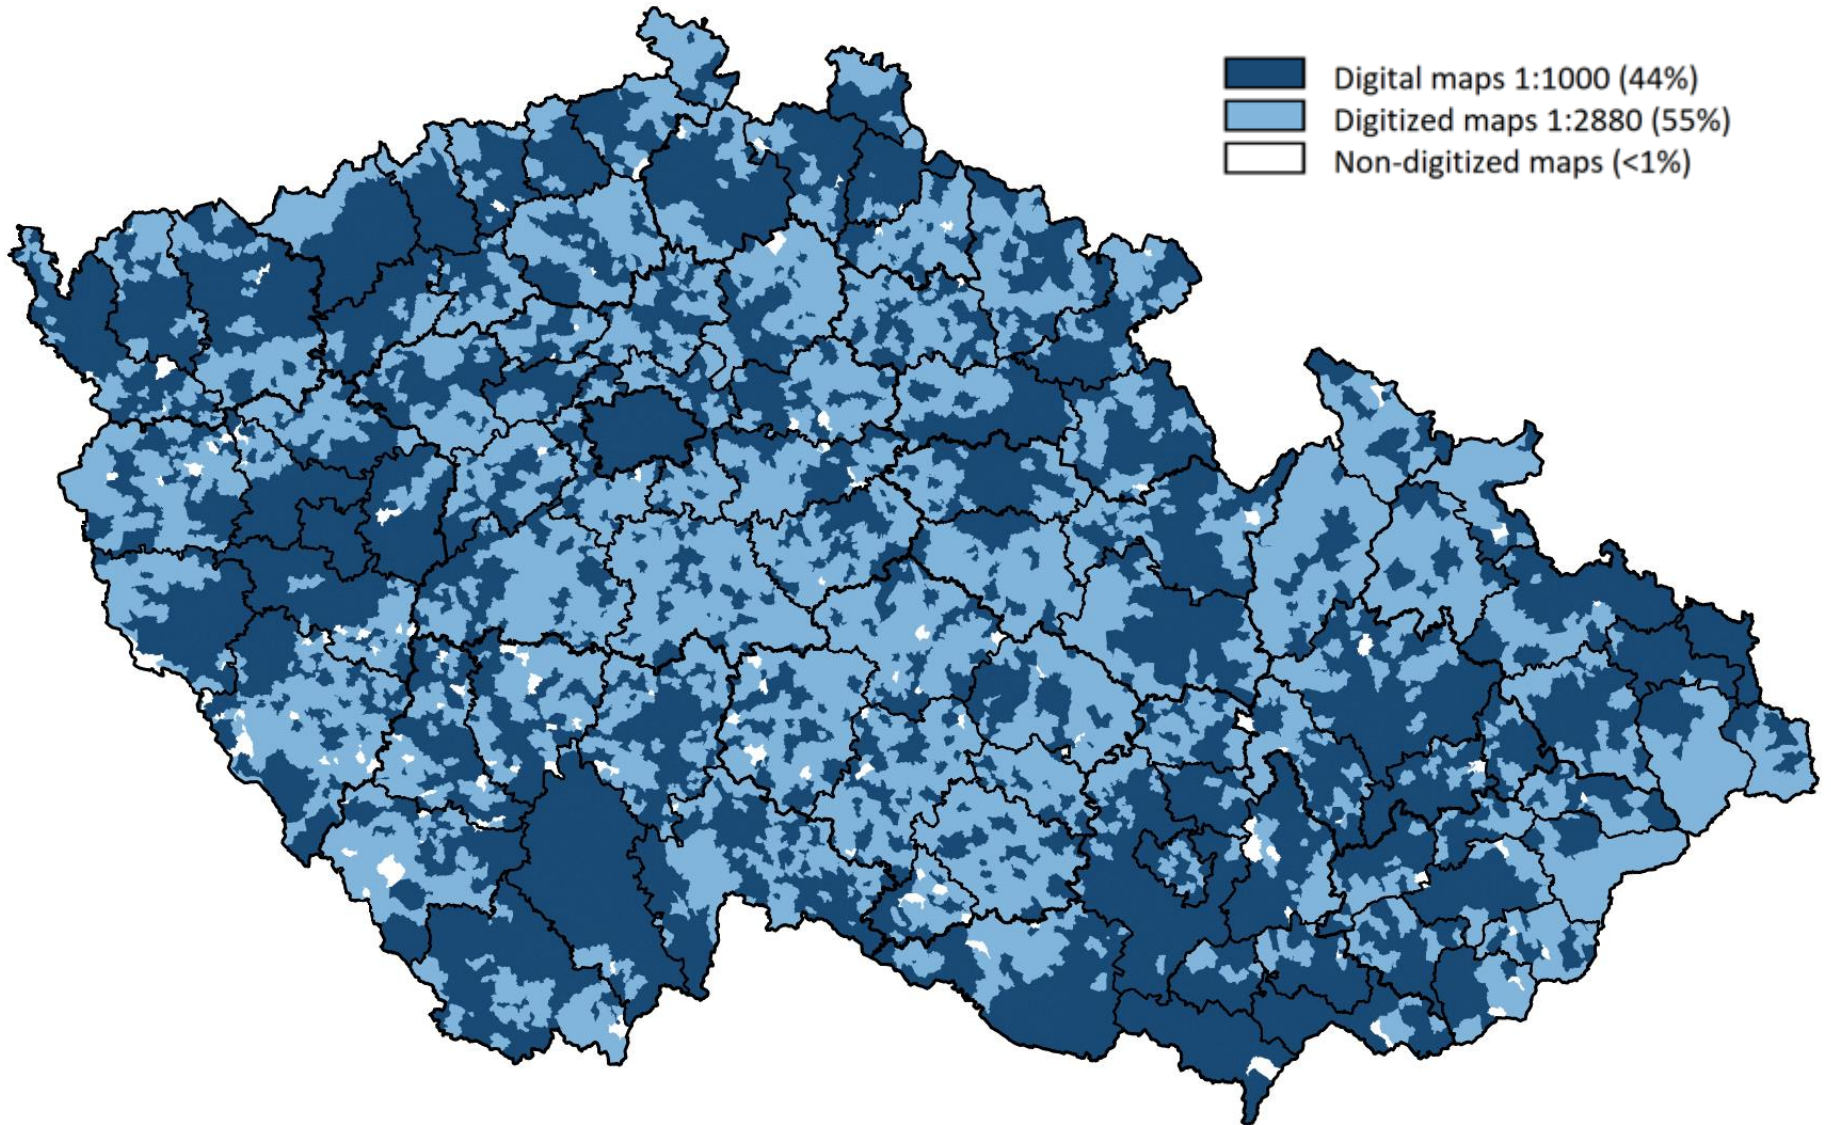 Digital maps 1:1000 (44%)
Digitized maps 1:2880 (55%)
Non-digitized maps (<1%)